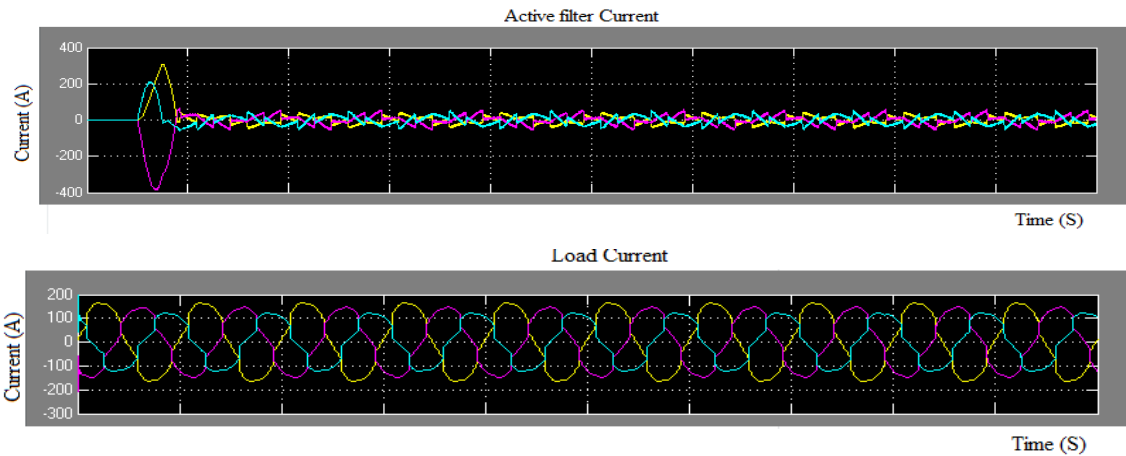 Active filter Current
400
200
0
-200
-400
Current (A)
Time (S)
Load Current
200
100
0
-100
-200
-300
Current (A)
Time (S)